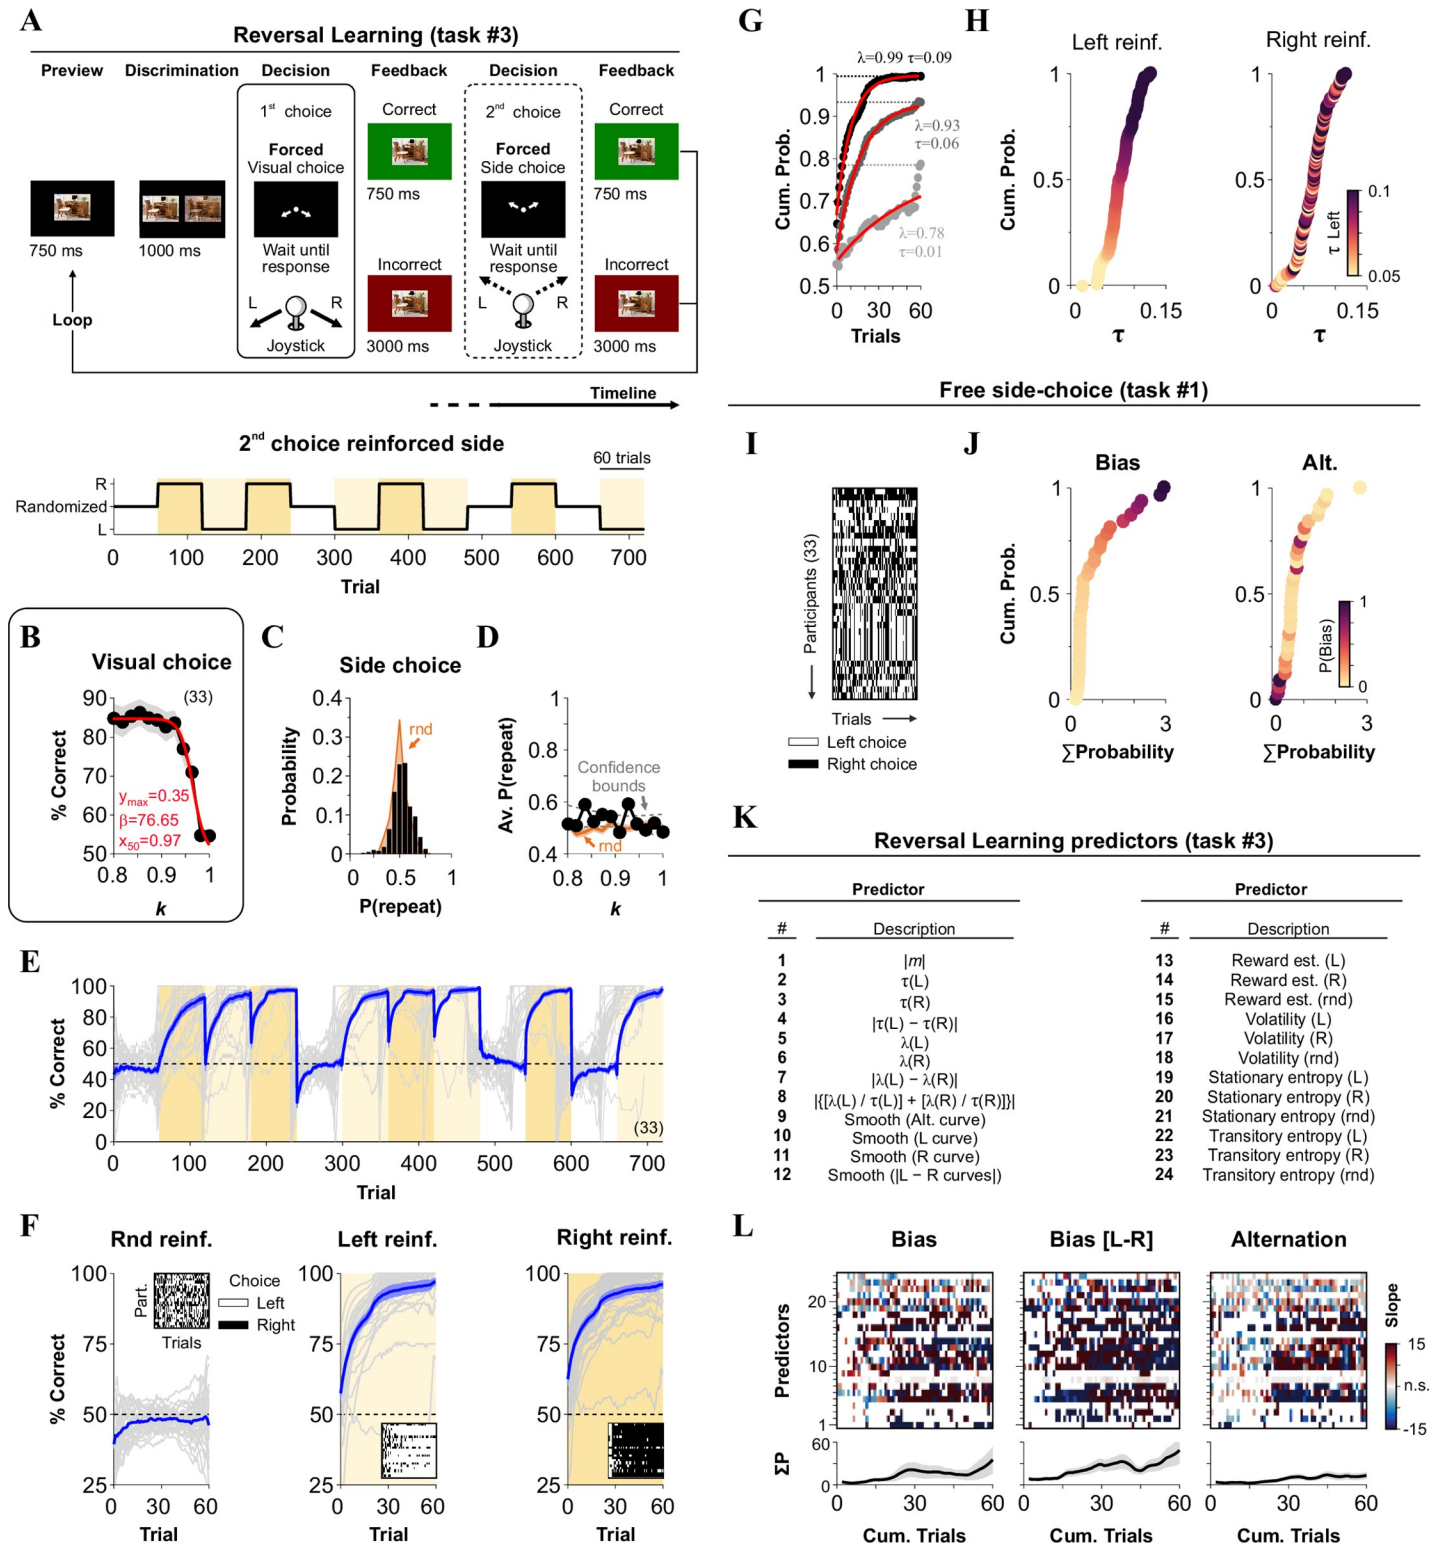 A
Reversal Learning (task #3)
Preview
Discrimination
Decision
Feedback
Decision
Feedback
1st choice
Forced
Visual choice
Wait until
response
L
R
Joystick
Correct
750 ms
Incorrect
3000 ms
2nd choice
Forced
Side choice
Wait until
response
L
R
Joystick
Correct
750 ms
Incorrect
3000 ms
750 ms
1000 ms
Loop
Timeline
2nd choice reinforced side
60 trials
R
Randomized
L
0
100
200
300
400
500
600
700
Trial
B
Visual choice
(33)
90
80
70
60
50
% Correct
ymax=0.35
β=76.65
x50=0.97
0.8
0.9
1
k
C
Side choice
0.4
0.3
0.2
0.1
0
Probability
rnd
0
0.5
1
P(repeat)
D
1
0.8
0.6
0.4
Av. P(repeat)
Confidence
bounds
rnd
0.8
0.9
1
k
E
100
80
60
40
20
0
% Correct
(33)
0
100
200
300
400
500
600
700
Trial
F
Rnd reinf.
Left reinf.
Right reinf.
100
75
50
25
% Correct
Part.
Trials
Choice
Left
Right
0
60
Trial
100
75
50
25
0
30
60
Trial
100
75
50
25
0
30
60
Trial
G
λ=0.99 τ=0.09
1
0.9
0.8
0.7
0.6
0.5
Cum. Prob.
λ=0.93
τ=0.06
λ=0.78
τ=0.01
0
30
60
Trials
H
Left reinf.
Right reinf.
1
0.5
0
Cum. Prob.
0
0.15
τ
1
0.5
0
0.1
τ Left
0.05
0
0.15
τ
Free side-choice (task #1)
I
Participants (33)
Trials
Left choice
Right choice
J
Bias
Alt.
1
0.5
0
Cum. Prob.
0
3
∑Probability
1
0.5
0
1
P(Bias)
0
0
3
∑Probability
K
Reversal Learning predictors (task #3)
Predictor
Predictor
# Description
# Description
1 |m|
2 τ(L)
3 τ(R)
4 |τ(L) − τ(R)|
5 λ(L)
6 λ(R)
7 |λ(L) − λ(R)|
8 |{[λ(L) / τ(L)] + [λ(R) / τ(R)]}|
9 Smooth (Alt. curve)
10 Smooth (L curve)
11 Smooth (R curve)
12 Smooth (|L − R curves|)
13 Reward est. (L)
14 Reward est. (R)
15 Reward est. (rnd)
16 Volatility (L)
17 Volatility (R)
18 Volatility (rnd)
19 Stationary entropy (L)
20 Stationary entropy (R)
21 Stationary entropy (rnd)
22 Transitory entropy (L)
23 Transitory entropy (R)
24 Transitory entropy (rnd)
L
Bias
Bias [L-R]
Alternation
20
10
1
Predictors
Slope
15
n.s.
-15
60
0
ΣP
0
30
60
Cum. Trials
0
30
60
Cum. Trials
0
30
60
Cum. Trials